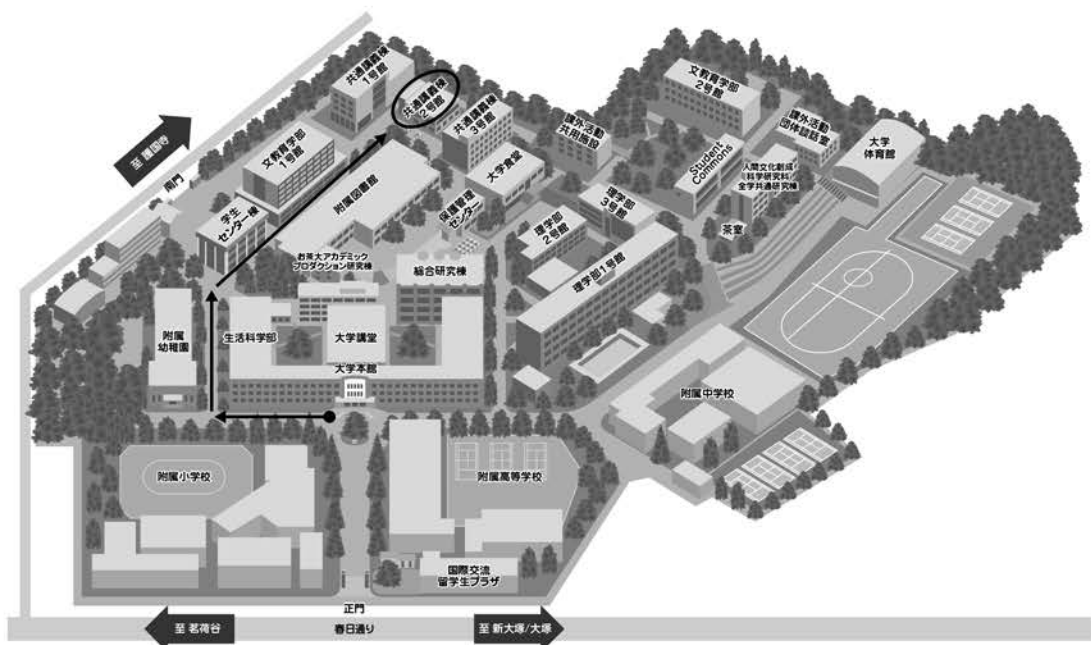 共通講義棟
1号館
共通講義棟
2号館
共通講義棟
3号館
文教育学部
2号館
課外活動
共用施設
課外活動
団体談話室
大学
体育館
至 護国寺
南門
文教育学部
1号館
大学食堂
Student
Commons
人間文化創成
科学研究科
全学共通研究棟
学生
センター棟
附属図書館
保護管理
センター
理学部
3号館
理学部
2号館
茶室
お茶大アカデミック
プロダクション研究棟
総合研究棟
理学部1号館
附属
幼稚園
生活科学部
大学講堂
大学本館
附属中学校
附属小学校
附属高等学校
国際交流
留学生プラザ
正門
至 茗荷谷
春日通り
至 新大塚/大塚